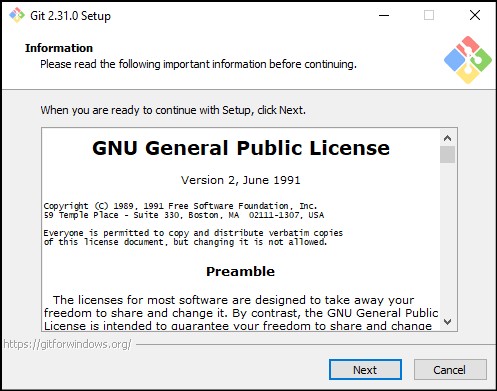 Git 2.31.0 Setup
Information
Please read the following important information before continuing.
When you are ready to continue with Setup, click Next.
GNU General Public License
Version 2, June 1991
Copyright (C) 1989, 1991 Free Software Foundation, Inc.
59 Temple Place - Suite 330, Boston, MA  02111-1307, USA
Everyone is permitted to copy and distribute verbatim copies
of this license document, but changing it is not allowed.
Preamble
The licenses for most software are designed to take away your
freedom to share and change it. By contrast, the GNU General Public
License is intended to guarantee your freedom to share and change
https://gitforwindows.org/
Next
Cancel